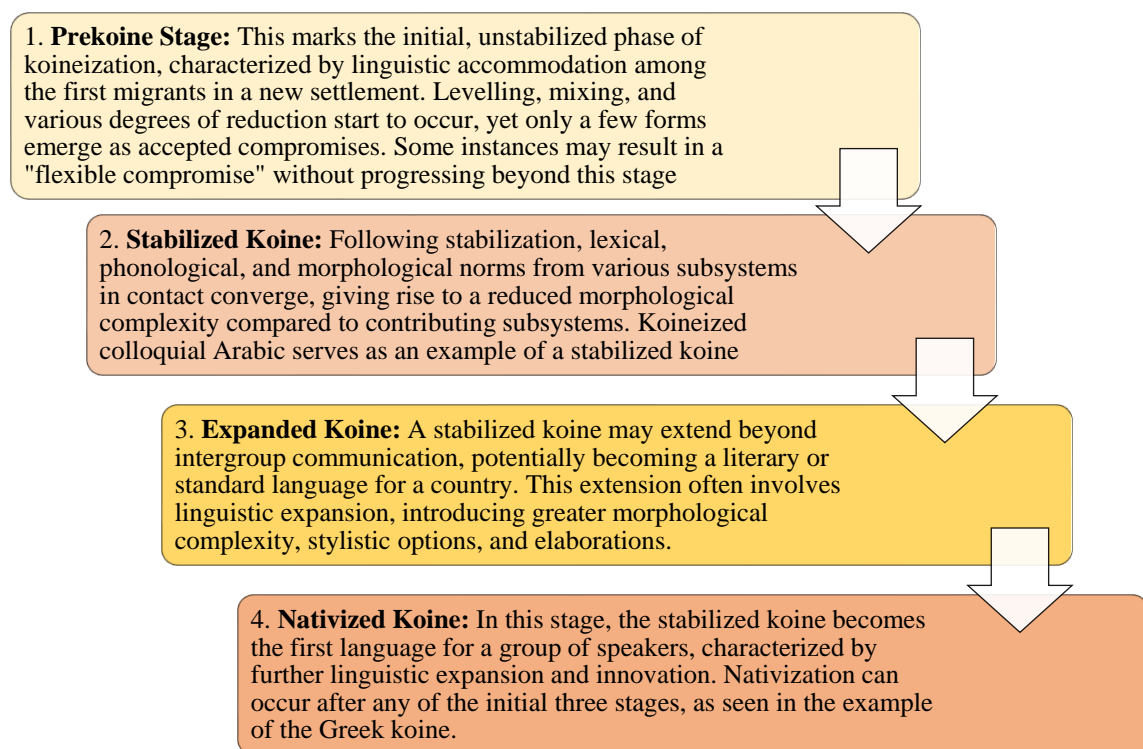 1. Prekoine Stage: This marks the initial, unstabilized phase of
koineization, characterized by linguistic accommodation among
the first migrants in a new settlement. Levelling, mixing, and
various degrees of reduction start to occur, yet only a few forms
emerge as accepted compromises. Some instances may result in a
"flexible compromise" without progressing beyond this stage
2. Stabilized Koine: Following stabilization, lexical,
phonological, and morphological norms from various subsystems
in contact converge, giving rise to a reduced morphological
complexity compared to contributing subsystems. Koineized
colloquial Arabic serves as an example of a stabilized koine
3. Expanded Koine: A stabilized koine may extend beyond
intergroup communication, potentially becoming a literary or
standard language for a country. This extension often involves
linguistic expansion, introducing greater morphological
complexity, stylistic options, and elaborations.
4. Nativized Koine: In this stage, the stabilized koine becomes
the first language for a group of speakers, characterized by
further linguistic expansion and innovation. Nativization can
occur after any of the initial three stages, as seen in the example
of the Greek koine.